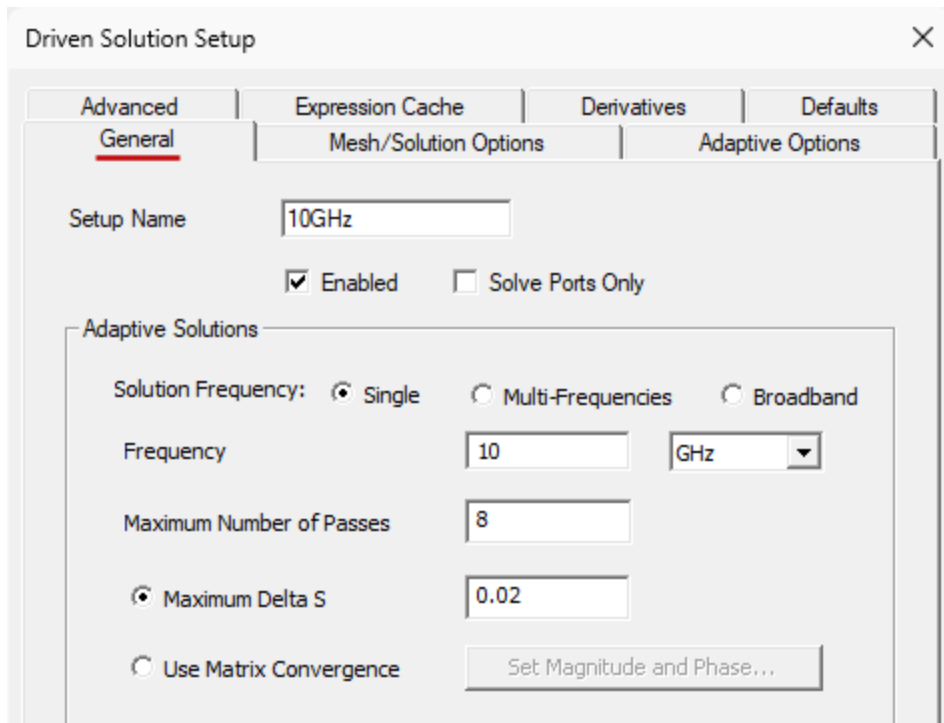 Driven Solution Setup
Advanced Expression Cache Derivatives Defaults
General Mesh/Solution Options Adaptive Options
Setup Name 10GHz
Enabled Solve Ports Only
Adaptive Solutions
Solution Frequency: Single Multi-Frequencies Broadband
Frequency 10 GHz
Maximum Number of Passes 8
Maximum Delta S 0.02
Use Matrix Convergence Set Magnitude and Phase...